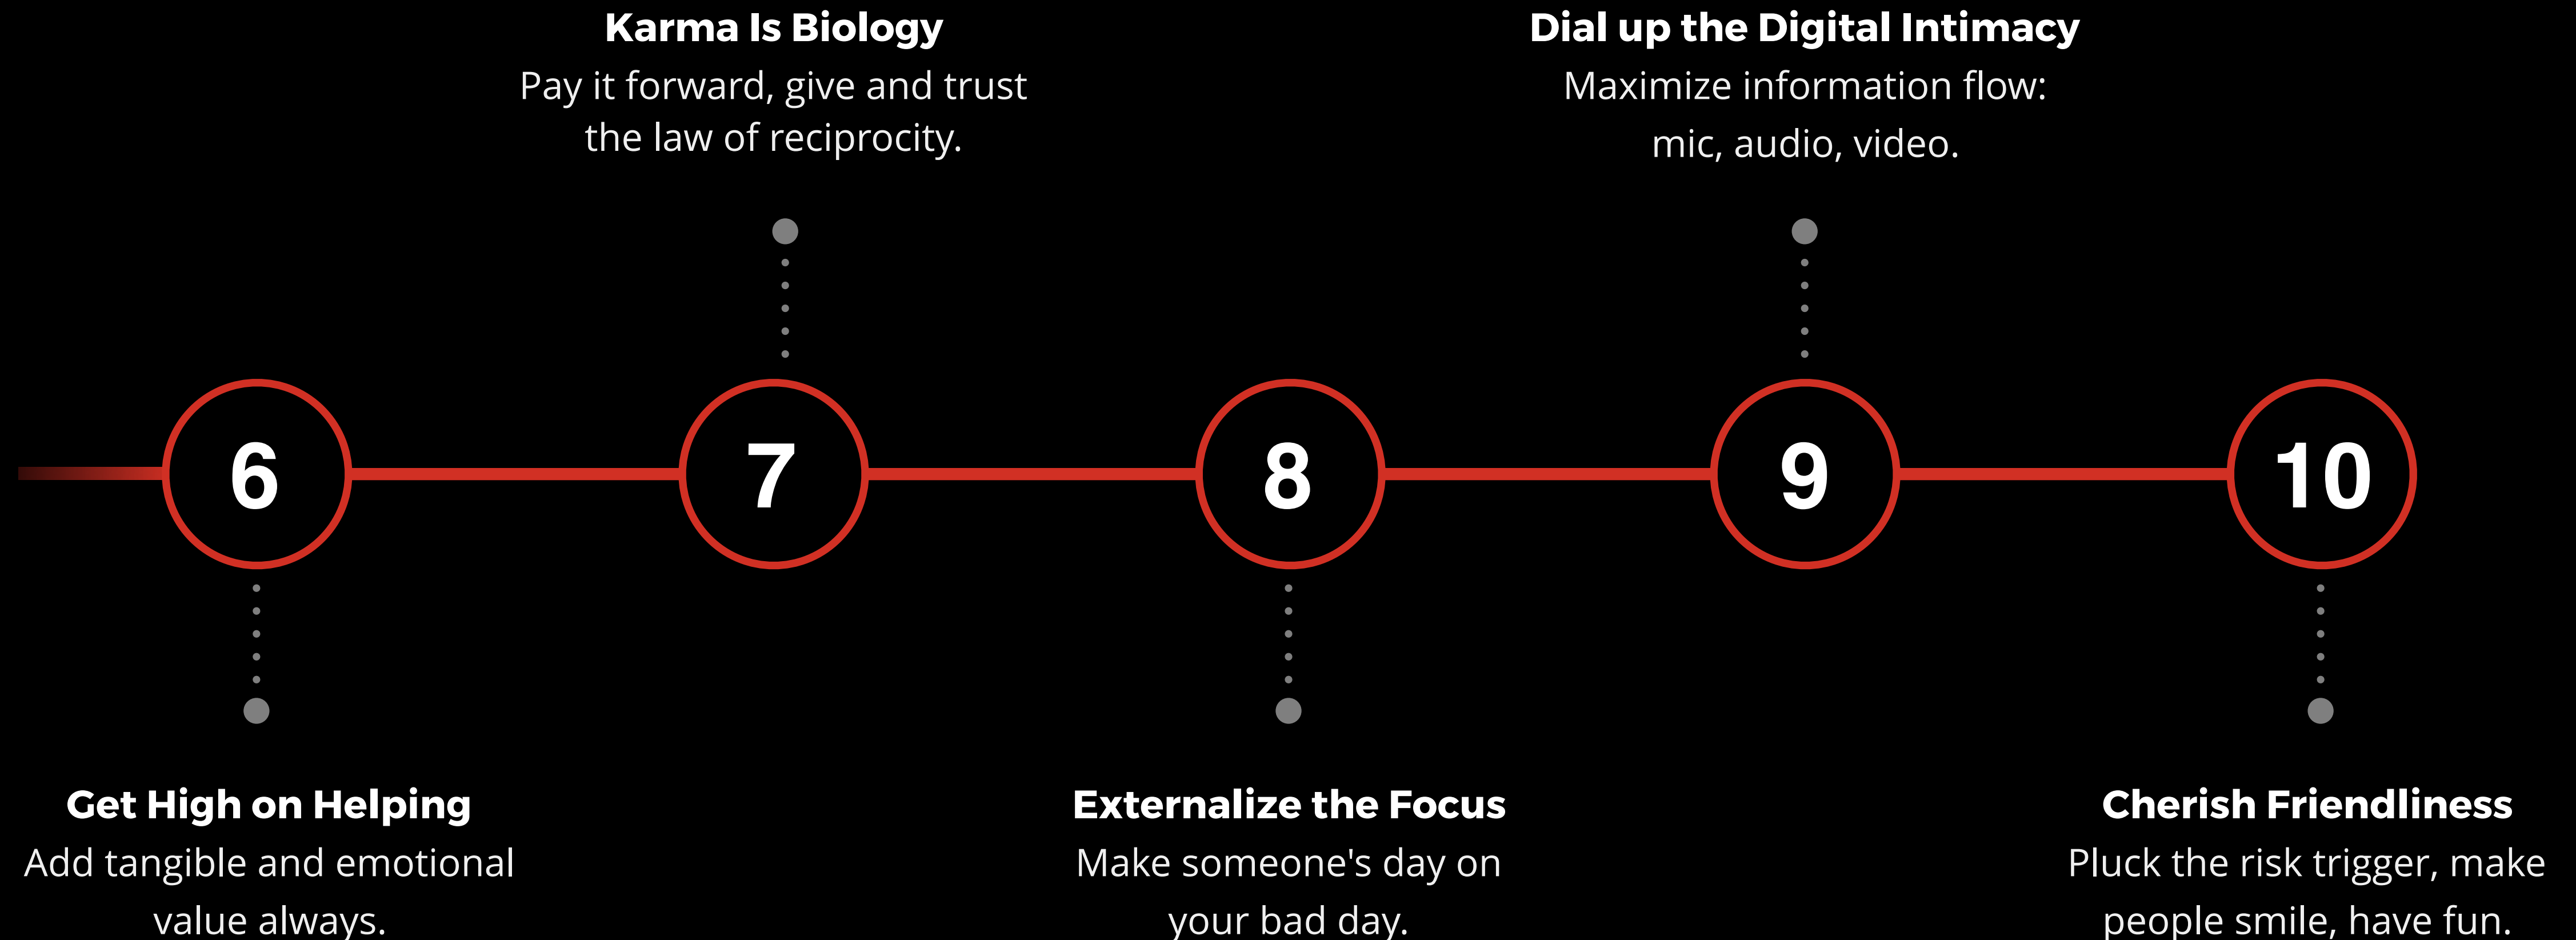 Karma Is Biology
Pay it forward, give and trust
the law of reciprocity.
Dial up the Digital Intimacy
Maximize information flow:
mic, audio, video.
6
7
8
9
10
Get High on Helping
Add tangible and emotional
value always.
Externalize the Focus
Make someone's day on
your bad day.
Cherish Friendliness
Pluck the risk trigger, make
people smile, have fun.